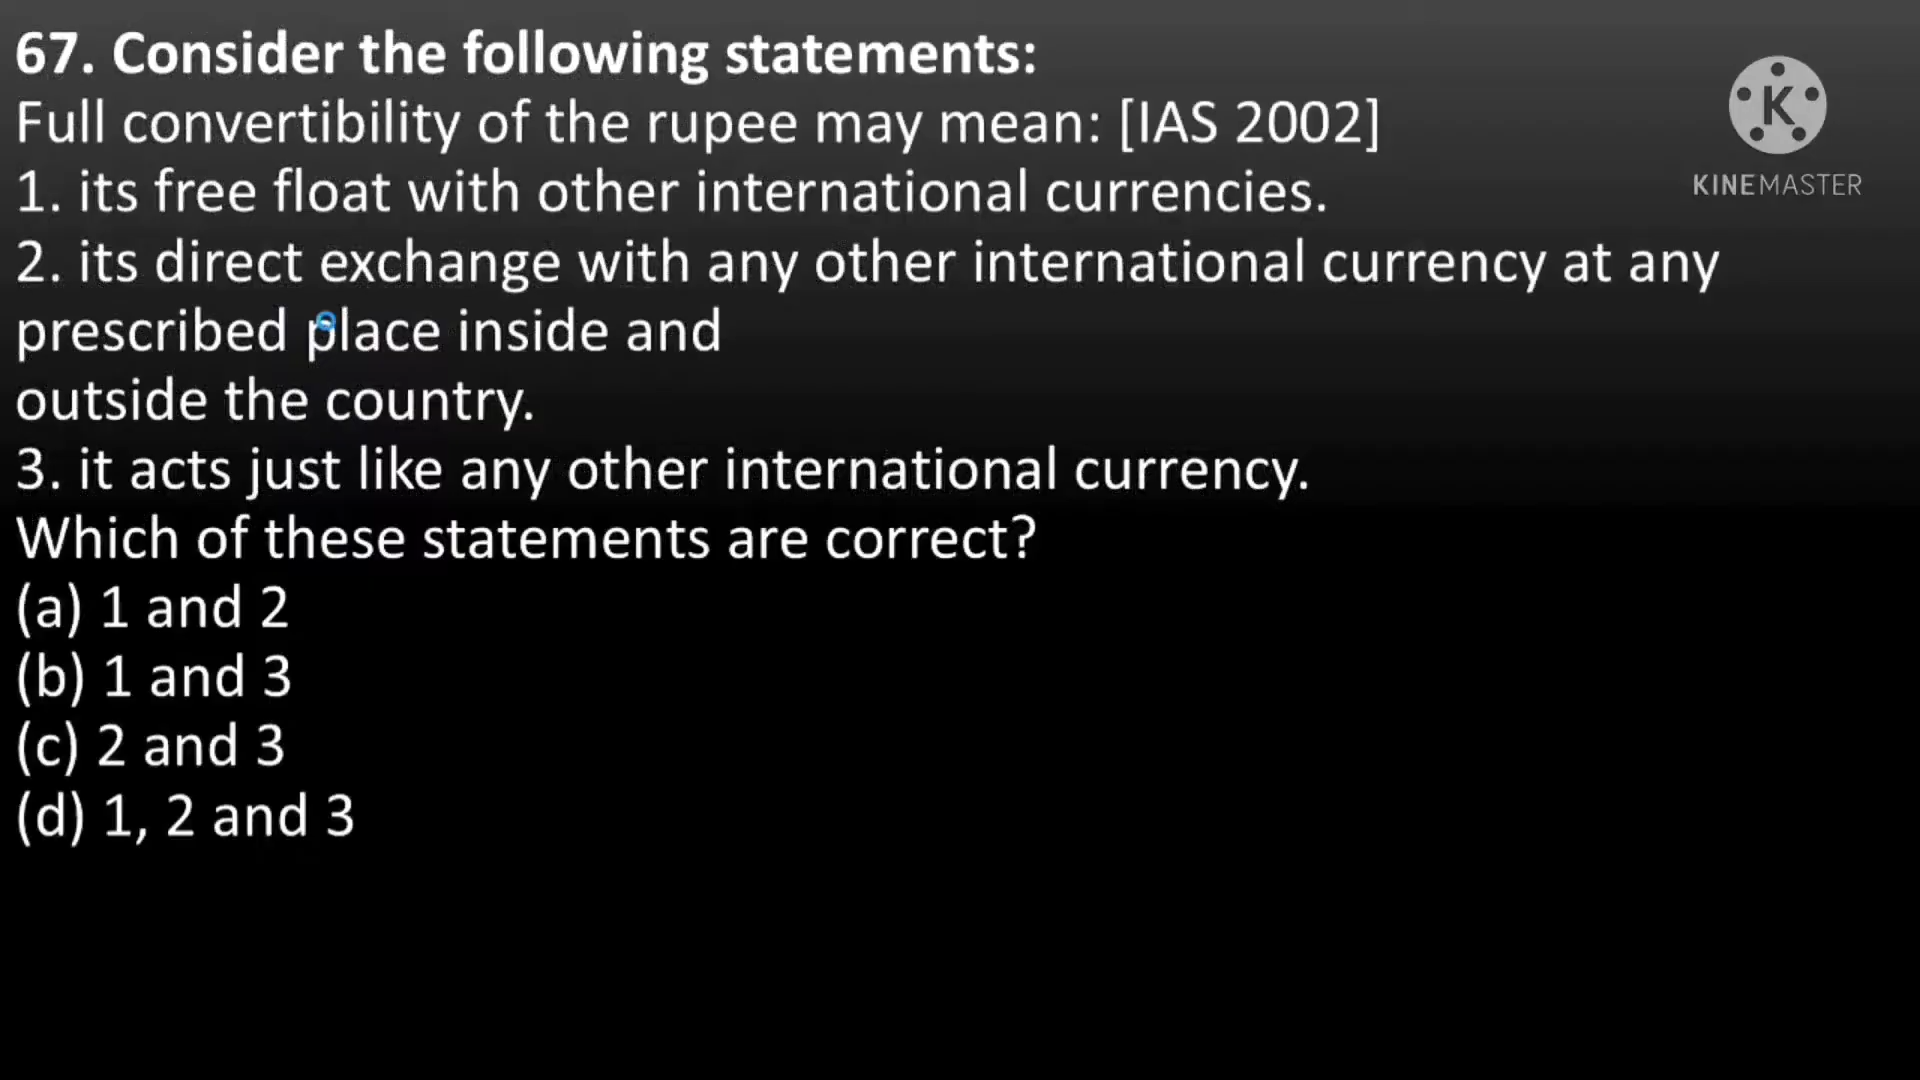 67. Consider the following statements:
Full convertibility of the rupee may mean: [IAS 2002]
1. its free float with other international currencies.
2. its direct exchange with any other international currency at any
prescribed place inside and
outside the country.
3. it acts just like any other international currency.
Which of these statements are correct?
(a) 1 and 2
(b) 1 and 3
(c) 2 and 3
(d) 1, 2 and 3
K
KINEMASTER